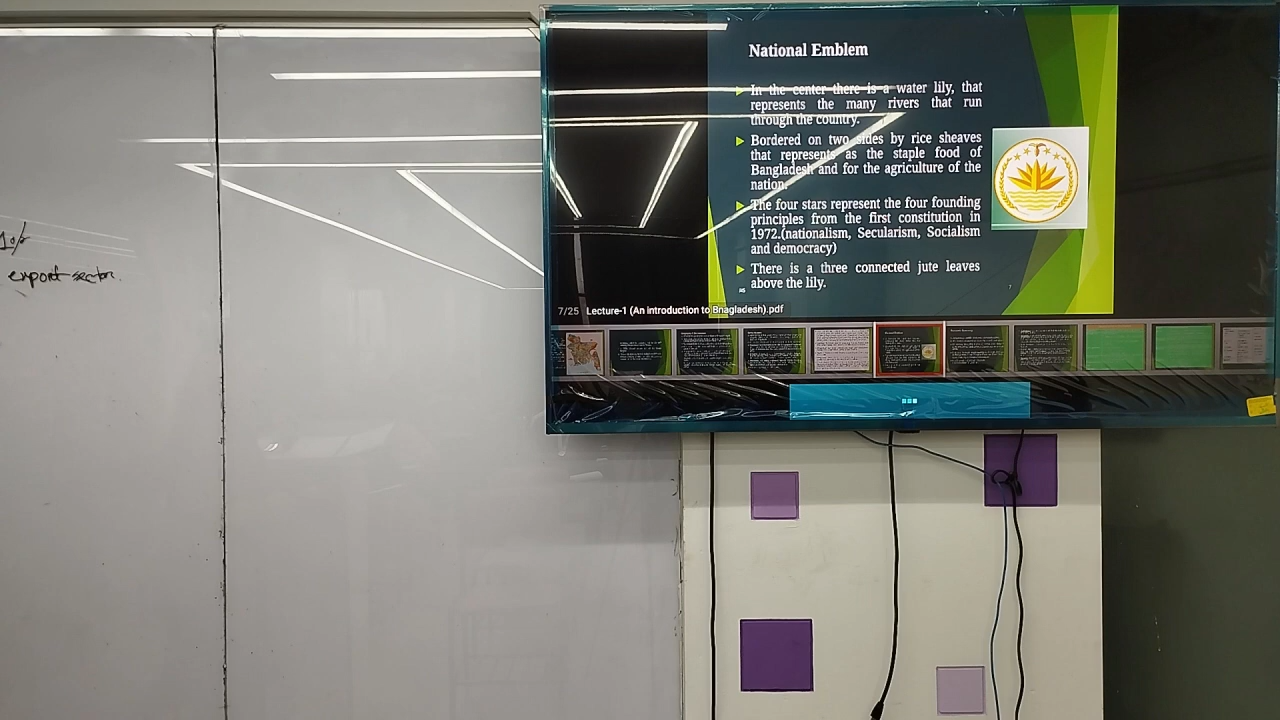 National Emblem
In the center there is a water lily, that
represents the many rivers that run
through the country.
Bordered on two sides by rice sheaves
that represents as the staple food of
Bangladesh and for the agriculture of the
nation.
The four stars represent the four founding
principles from the first constitution in
1972.(nationalism, Secularism, Socialism
and democracy)
There is a three connected jute leaves
above the lily.
7
7/25 Lecture-1 (An introduction to Bnagladesh).pdf
export sector